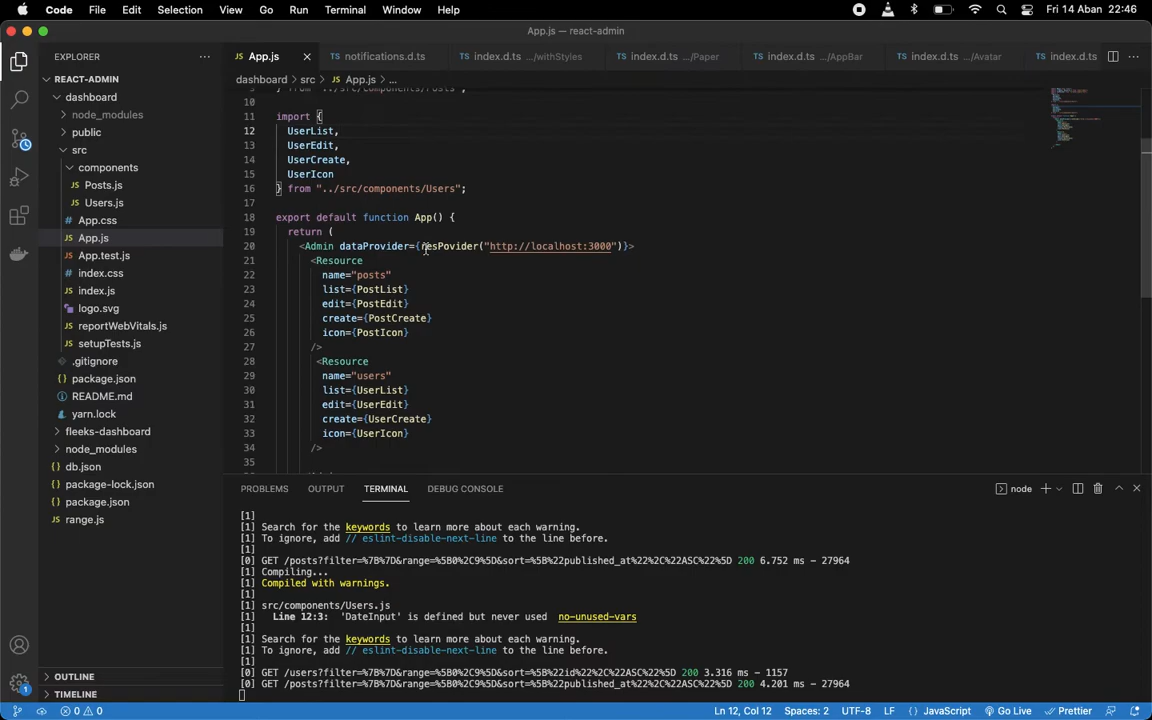 Code File Edit Selection View Go Run Terminal Window Help Fri 14 Aban 22:46
App.js — react-admin
EXPLORER
App.js
notifications.d.ts
index.d.ts .../withStyles
index.d.ts .../Paper
index.d.ts .../AppBar
index.d.ts .../Avatar
index.d.ts
dashboard > src > App.js > ...
REACT-ADMIN
dashboard
node_modules
public
src
components
Posts.js
Users.js
App.css
App.js
App.test.js
index.css
index.js
logo.svg
reportWebVitals.js
setupTests.js
.gitignore
package.json
README.md
yarn.lock
fleeks-dashboard
node_modules
db.json
package-lock.json
package.json
range.js
OUTLINE
TIMELINE
9 } from "../src/components/Posts";
10
11 import {
12 UserList,
13 UserEdit,
14 UserCreate,
15 UserIcon
16 } from "../src/components/Users";
17
18 export default function App() {
19 return (
20 <Admin dataProvider={resPovider("http://localhost:3000")}>
21 <Resource
22 name="posts"
23 list={PostList}
24 edit={PostEdit}
25 create={PostCreate}
26 icon={PostIcon}
27 />
28 <Resource
29 name="users"
30 list={UserList}
31 edit={UserEdit}
32 create={UserCreate}
33 icon={UserIcon}
34 />
35
PROBLEMS OUTPUT TERMINAL DEBUG CONSOLE node
[1]
[1] Search for the keywords to learn more about each warning.
[1] To ignore, add // eslint-disable-next-line to the line before.
[1]
[0] GET /posts?filter=%7B%7D&range=%5B0%2C9%5D&sort=%5B%22published_at%22%2C%22ASC%22%5D 200 6.752 ms - 27964
[1] Compiling...
[1] Compiled with warnings.
[1]
[1] src/components/Users.js
[1] Line 12:3: 'DateInput' is defined but never used no-unused-vars
[1]
[1] Search for the keywords to learn more about each warning.
[1] To ignore, add // eslint-disable-next-line to the line before.
[1]
[0] GET /users?filter=%7B%7D&range=%5B0%2C9%5D&sort=%5B%22id%22%2C%22ASC%22%5D 200 3.316 ms - 1157
[0] GET /posts?filter=%7B%7D&range=%5B0%2C9%5D&sort=%5B%22published_at%22%2C%22ASC%22%5D 200 4.201 ms - 27964
0 0 Ln 12, Col 12 Spaces: 2 UTF-8 LF {} JavaScript Go Live Prettier